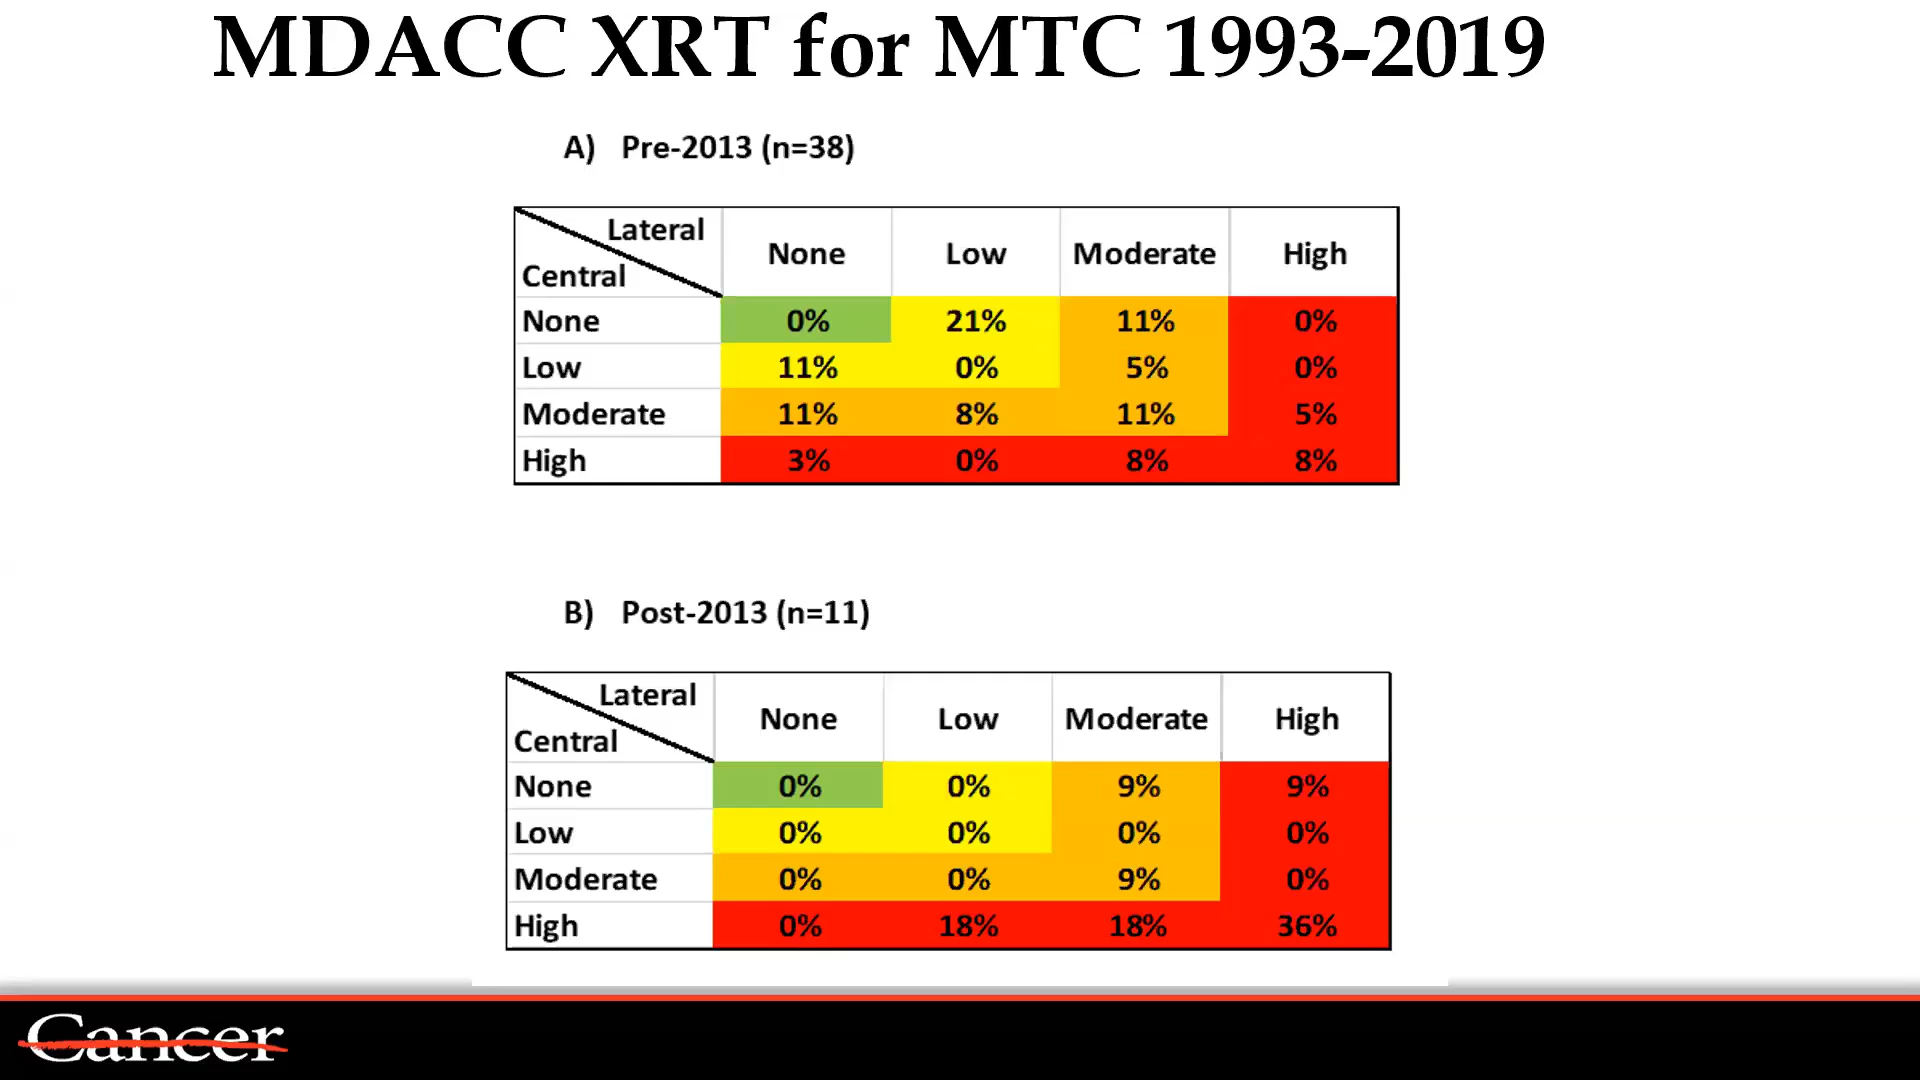 MDACC XRT for MTC 1993-2019
A) Pre-2013 (n=38)
Lateral
Central
None Low Moderate High
None 0% 21% 11% 0%
Low 11% 0% 5% 0%
Moderate 11% 8% 11% 5%
High 3% 0% 8% 8%
B) Post-2013 (n=11)
Lateral
Central
None Low Moderate High
None 0% 0% 9% 9%
Low 0% 0% 0% 0%
Moderate 0% 0% 9% 0%
High 0% 18% 18% 36%
Cancer